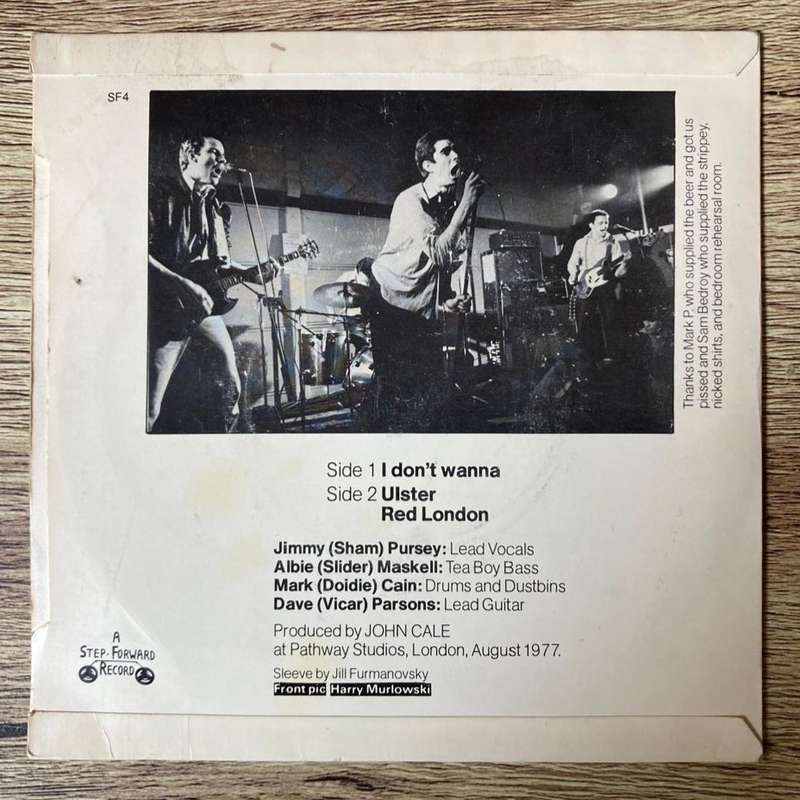 SF4
Thanks to Mark P. who supplied the beer and got us
pissed and Sam Bedroy who supplied the strippey,
nicked shirts, and bedroom rehearsal room.
Side 1 I don't wanna
Side 2 Ulster
Red London
Jimmy (Sham) Pursey: Lead Vocals
Albie (Slider) Maskell: Tea Boy Bass
Mark (Doidie) Cain: Drums and Dustbins
Dave (Vicar) Parsons: Lead Guitar
Produced by JOHN CALE
at Pathway Studios, London, August 1977.
Sleeve by Jill Furmanovsky
Front pic Harry Murlowski
A
STEP-FORWARD
RECORD